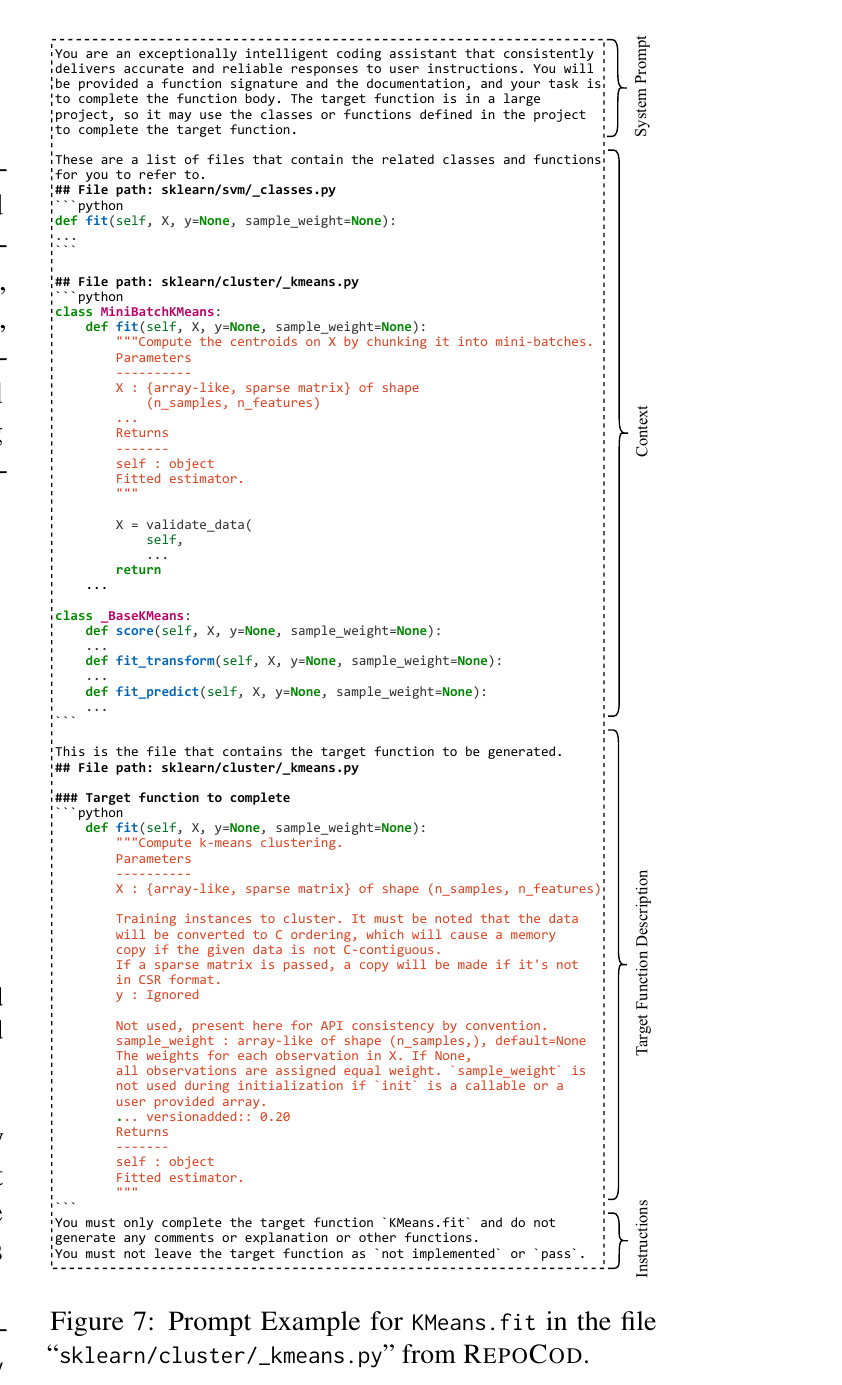 You are an exceptionally intelligent coding assistant that consistently
delivers accurate and reliable responses to user instructions. You will
be provided a function signature and the documentation, and your task is
to complete the function body. The target function is in a large
project, so it may use the classes or functions defined in the project
to complete the target function.
System Prompt
These are a list of files that contain the related classes and functions
for you to refer to.
## File path: sklearn/svm/_classes.py
```python
def fit(self, X, y=None, sample_weight=None):
...
```
## File path: sklearn/cluster/_kmeans.py
```python
class MiniBatchKMeans:
    def fit(self, X, y=None, sample_weight=None):
        """Compute the centroids on X by chunking it into mini-batches.
        Parameters
        ----------
        X : {array-like, sparse matrix} of shape
            (n_samples, n_features)
        ...
        Returns
        -------
        self : object
        Fitted estimator.
        """
        X = validate_data(
            self,
            ...
        return
    ...
class _BaseKMeans:
    def score(self, X, y=None, sample_weight=None):
    ...
    def fit_transform(self, X, y=None, sample_weight=None):
    ...
    def fit_predict(self, X, y=None, sample_weight=None):
    ...
```
Context
This is the file that contains the target function to be generated.
## File path: sklearn/cluster/_kmeans.py
### Target function to complete
```python
    def fit(self, X, y=None, sample_weight=None):
        """Compute k-means clustering.
        Parameters
        ----------
        X : {array-like, sparse matrix} of shape (n_samples, n_features)
        Training instances to cluster. It must be noted that the data
        will be converted to C ordering, which will cause a memory
        copy if the given data is not C-contiguous.
        If a sparse matrix is passed, a copy will be made if it's not
        in CSR format.
        y : Ignored
        Not used, present here for API consistency by convention.
        sample_weight : array-like of shape (n_samples,), default=None
        The weights for each observation in X. If None,
        all observations are assigned equal weight. `sample_weight` is
        not used during initialization if `init` is a callable or a
        user provided array.
        ... versionadded:: 0.20
        Returns
        -------
        self : object
        Fitted estimator.
        """
```
Target Function Description
You must only complete the target function `KMeans.fit` and do not
generate any comments or explanation or other functions.
You must not leave the target function as `not implemented` or `pass`.
Instructions
Figure 7: Prompt Example for KMeans.fit in the file
“sklearn/cluster/_kmeans.py” from REPOCOD.